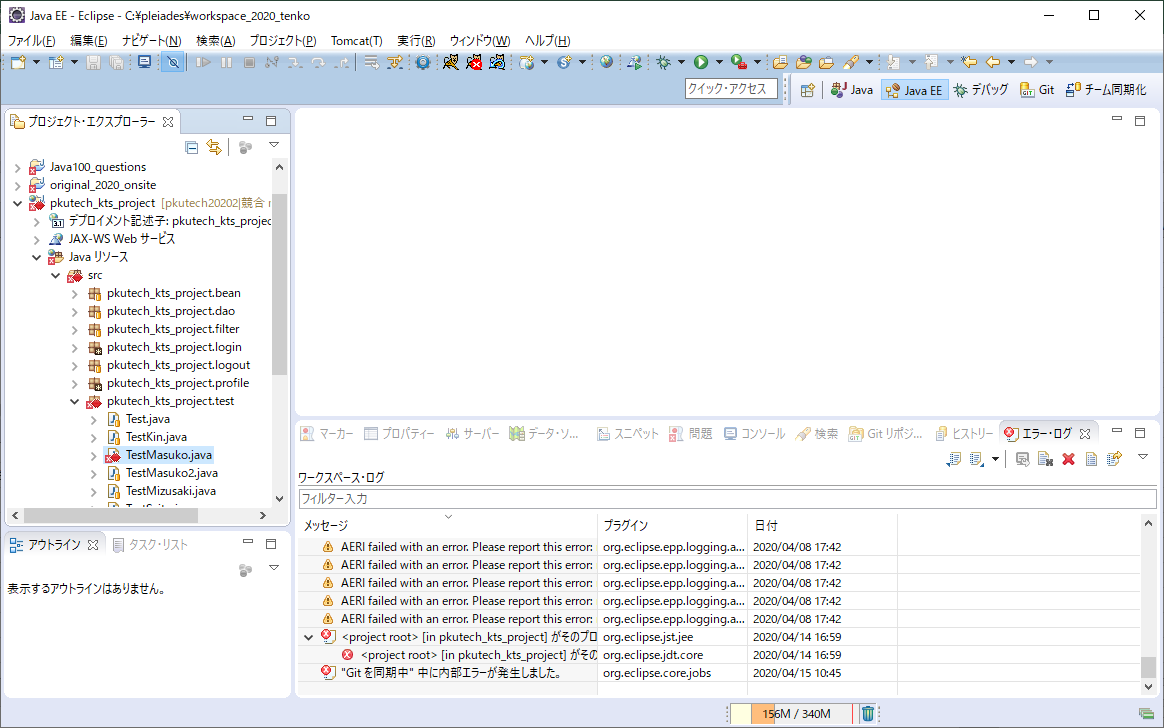 Java EE - Eclipse - C:¥pleiades¥workspace_2020_tenko
ファイル(F) 編集(E) ナビゲート(N) 検索(A) プロジェクト(P) Tomcat(T) 実行(R) ウィンドウ(W) ヘルプ(H)
クイック・アクセス Java Java EE デバッグ Git チーム同期化
プロジェクト・エクスプローラー
Java100_questions
original_2020_onsite
pkutech_kts_project [pkutech20202|競合
デプロイメント記述子: pkutech_kts_projec
JAX-WS Web サービス
Java リソース
src
pkutech_kts_project.bean
pkutech_kts_project.dao
pkutech_kts_project.filter
pkutech_kts_project.login
pkutech_kts_project.logout
pkutech_kts_project.profile
pkutech_kts_project.test
Test.java
TestKin.java
TestMasuko.java
TestMasuko2.java
TestMizusaki.java
アウトライン タスク・リスト
表示するアウトラインはありません。
マーカー プロパティー サーバー データ・ソ... スニペット 問題 コンソール 検索 Git リポジ... ヒストリー エラー・ログ
ワークスペース・ログ
フィルター入力
メッセージ プラグイン 日付
AERI failed with an error. Please report this error: org.eclipse.epp.logging.a... 2020/04/08 17:42
AERI failed with an error. Please report this error: org.eclipse.epp.logging.a... 2020/04/08 17:42
AERI failed with an error. Please report this error: org.eclipse.epp.logging.a... 2020/04/08 17:42
AERI failed with an error. Please report this error: org.eclipse.epp.logging.a... 2020/04/08 17:42
AERI failed with an error. Please report this error: org.eclipse.epp.logging.a... 2020/04/08 17:42
<project root> [in pkutech_kts_project] がそのプロ org.eclipse.jst.jee 2020/04/14 16:59
<project root> [in pkutech_kts_project] がその org.eclipse.jdt.core 2020/04/14 16:59
"Git を同期中" 中に内部エラーが発生しました。 org.eclipse.core.jobs 2020/04/15 10:45
156M / 340M